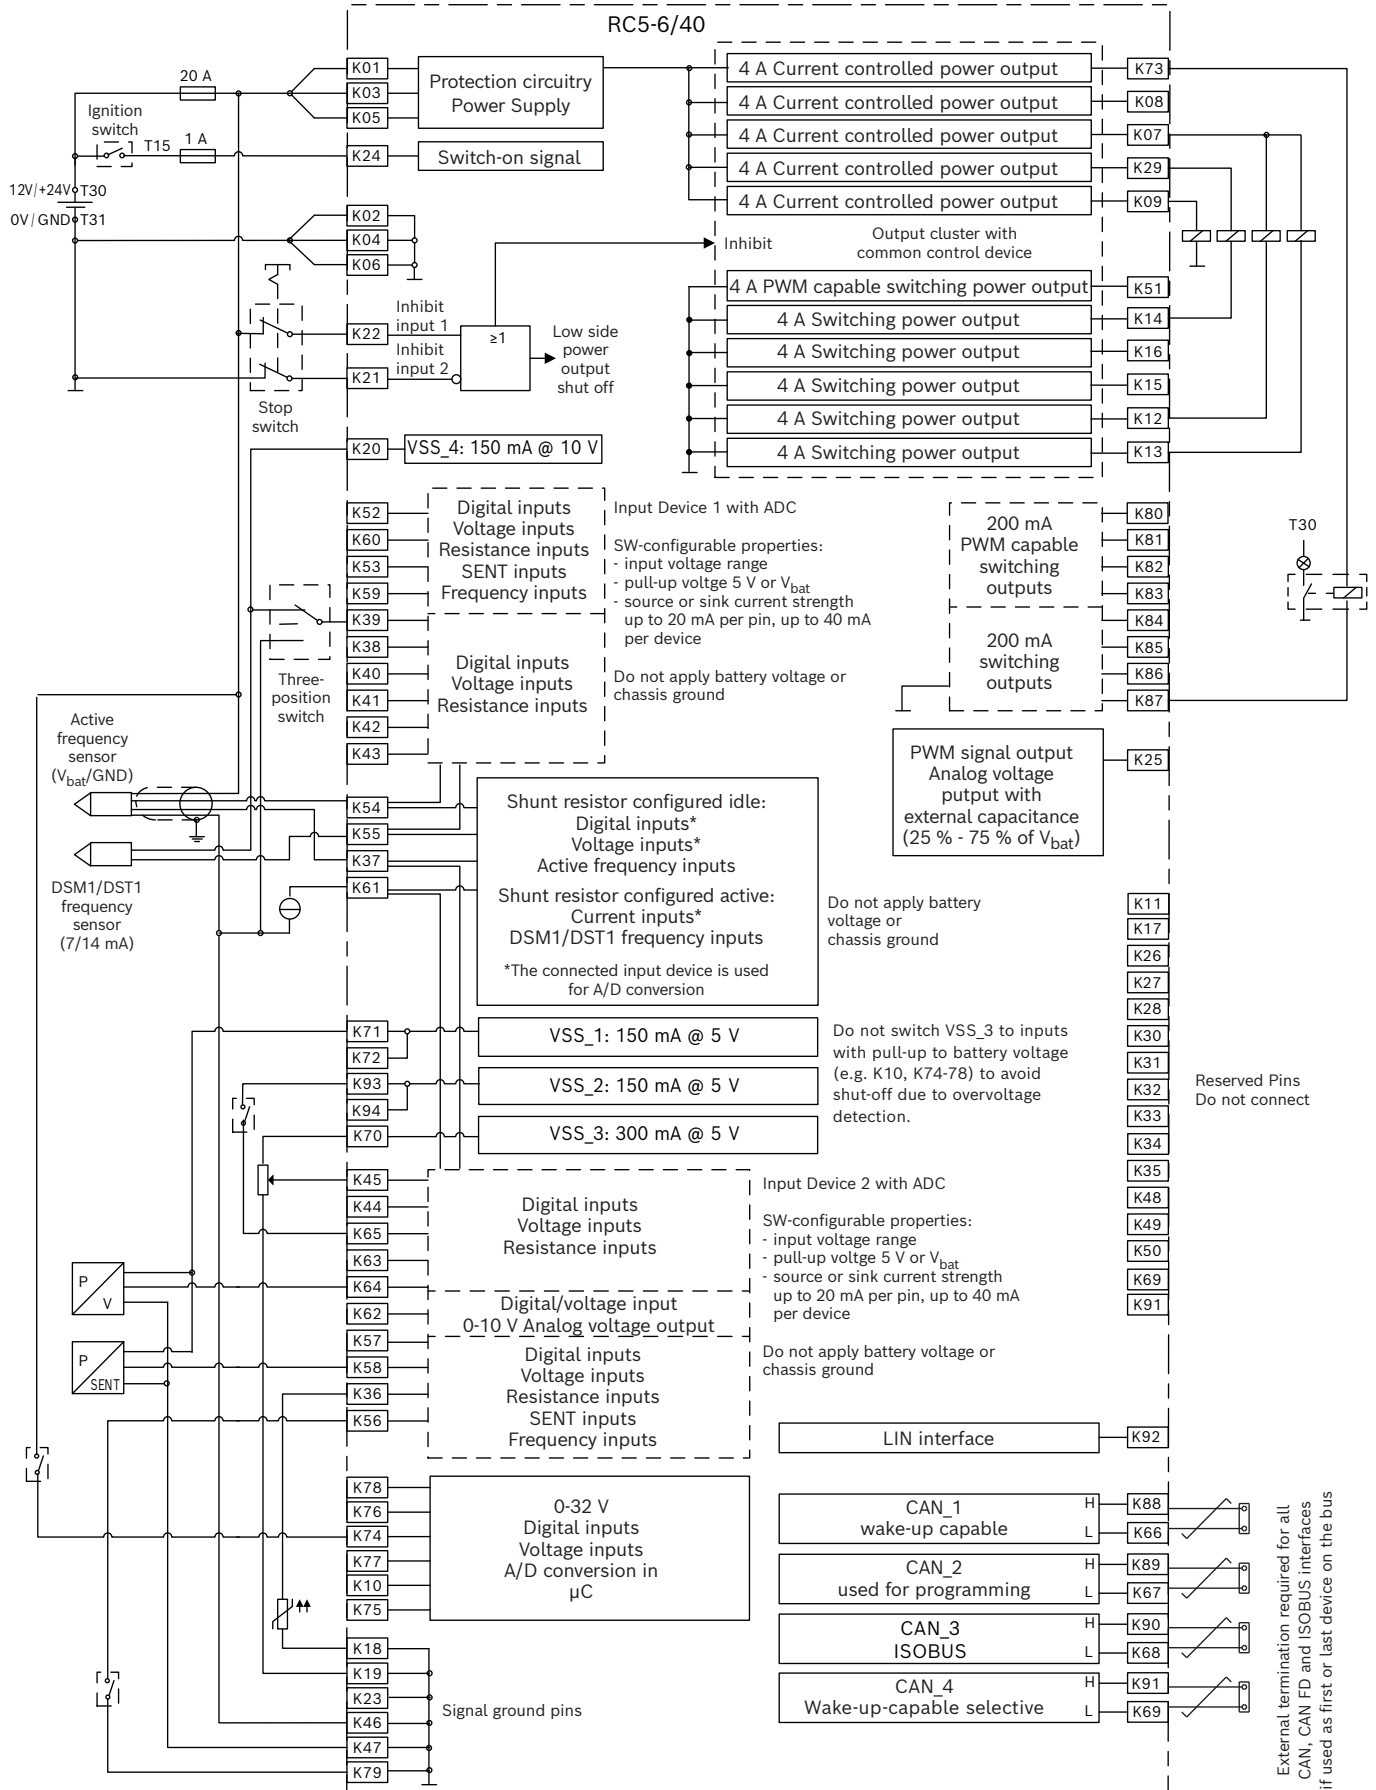 RC5-6/40
20 A
Ignition
switch
T15
1 A
12V/+24V
T30
0V/GND
T31
K01
K03
K05
Protection circuitry
Power Supply
K24
Switch-on signal
K02
K04
K06
4 A Current controlled power output
K73
4 A Current controlled power output
K08
4 A Current controlled power output
K07
4 A Current controlled power output
K29
4 A Current controlled power output
K09
Inhibit
Output cluster with
common control device
K22
Inhibit
input 1
K21
Inhibit
input 2
≥1
Low side
power
output
shut off
Stop
switch
4 A PWM capable switching power output
K51
4 A Switching power output
K14
4 A Switching power output
K16
4 A Switching power output
K15
4 A Switching power output
K12
4 A Switching power output
K13
K20
VSS_4: 150 mA @ 10 V
K52
K60
K53
K59
K39
K38
K40
K41
K42
K43
Digital inputs
Voltage inputs
Resistance inputs
SENT inputs
Frequency inputs
Digital inputs
Voltage inputs
Resistance inputs
Input Device 1 with ADC
SW-configurable properties:
- input voltage range
- pull-up voltge 5 V or Vbat
- source or sink current strength
up to 20 mA per pin, up to 40 mA
per device
Do not apply battery voltage or
chassis ground
200 mA
PWM capable
switching
outputs
K80
K81
K82
K83
200 mA
switching
outputs
K84
K85
K86
K87
T30
Three-
position
switch
Active
frequency
sensor
(Vbat/GND)
DSM1/DST1
frequency
sensor
(7/14 mA)
K54
K55
K37
K61
Shunt resistor configured idle:
Digital inputs*
Voltage inputs*
Active frequency inputs
Shunt resistor configured active:
Current inputs*
DSM1/DST1 frequency inputs
*The connected input device is used
for A/D conversion
PWM signal output
Analog voltage
putput with
external capacitance
(25 % - 75 % of Vbat)
K25
Do not apply battery
voltage or
chassis ground
K11
K17
K26
K27
K28
K30
K31
K32
K33
K34
K35
K48
K49
K50
K69
K91
Reserved Pins
Do not connect
K71
K72
VSS_1: 150 mA @ 5 V
K93
K94
VSS_2: 150 mA @ 5 V
K70
VSS_3: 300 mA @ 5 V
Do not switch VSS_3 to inputs
with pull-up to battery voltage
(e.g. K10, K74-78) to avoid
shut-off due to overvoltage
detection.
K45
K44
K65
K63
K64
K62
K57
K58
K36
K56
Digital inputs
Voltage inputs
Resistance inputs
Digital/voltage input
0-10 V Analog voltage output
Digital inputs
Voltage inputs
Resistance inputs
SENT inputs
Frequency inputs
Input Device 2 with ADC
SW-configurable properties:
- input voltage range
- pull-up voltge 5 V or Vbat
- source or sink current strength
up to 20 mA per pin, up to 40 mA
per device
Do not apply battery voltage or
chassis ground
P
V
P
SENT
K78
K76
K74
K77
K10
K75
0-32 V
Digital inputs
Voltage inputs
A/D conversion in
µC
K18
K19
K23
K46
K47
K79
Signal ground pins
LIN interface
K92
CAN_1
wake-up capable
H
L
K88
K66
CAN_2
used for programming
H
L
K89
K67
CAN_3
ISOBUS
H
L
K90
K68
CAN_4
Wake-up-capable selective
H
L
K91
K69
External termination required for all
CAN, CAN FD and ISOBUS interfaces
if used as first or last device on the bus